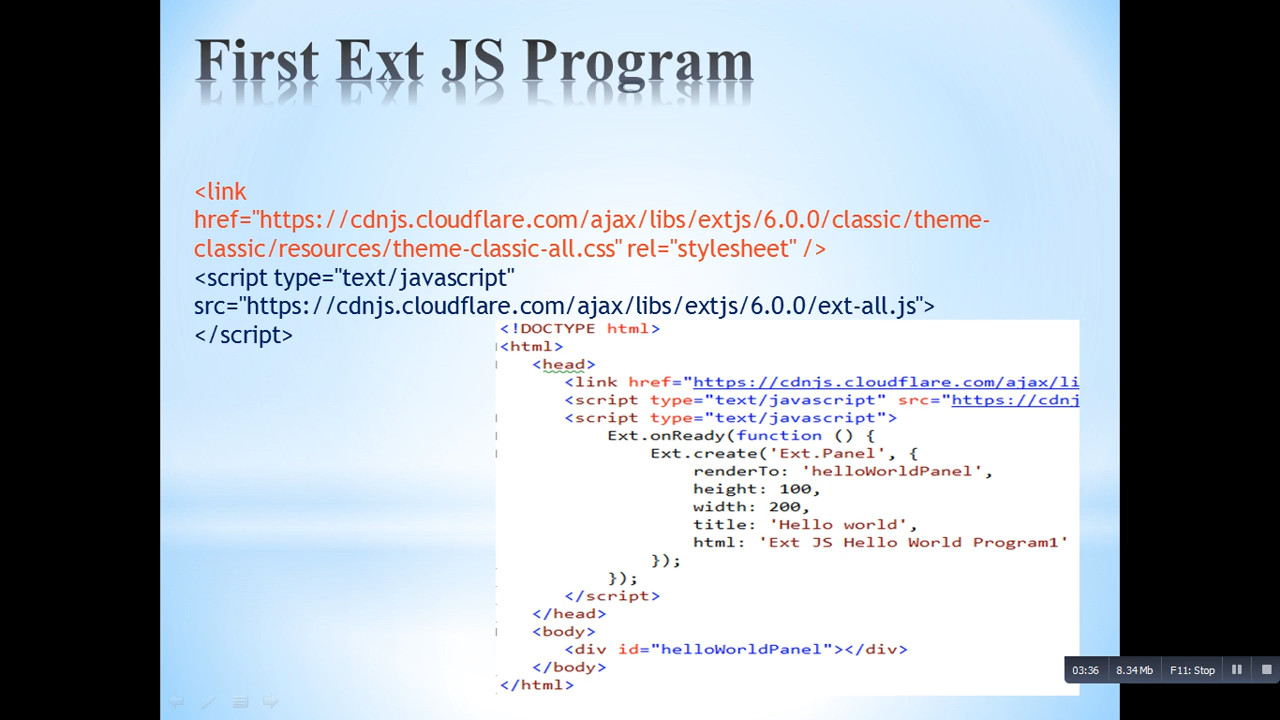 First Ext JS Program
<link
href="https://cdnjs.cloudflare.com/ajax/libs/extjs/6.0.0/classic/theme-
classic/resources/theme-classic-all.css" rel="stylesheet" />
<script type="text/javascript"
src="https://cdnjs.cloudflare.com/ajax/libs/extjs/6.0.0/ext-all.js">
</script>
<!DOCTYPE html>
<html>
<head>
<link href="https://cdnjs.cloudflare.com/ajax/li
<script type="text/javascript" src="https://cdnj
<script type="text/javascript">
Ext.onReady(function () {
Ext.create('Ext.Panel', {
renderTo: 'helloWorldPanel',
height: 100,
width: 200,
title: 'Hello world',
html: 'Ext JS Hello World Program1'
});
});
</script>
</head>
<body>
<div id="helloWorldPanel"></div>
</body>
</html>
03:36 8.34 Mb F11: Stop